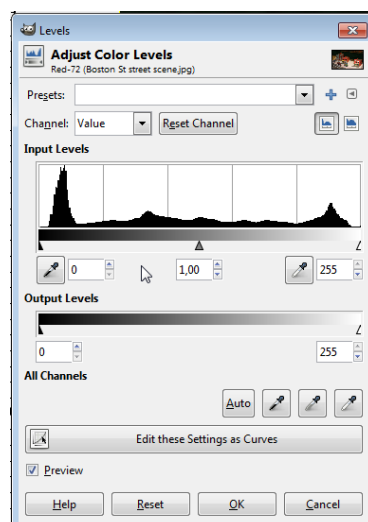 Levels
Adjust Color Levels
Red-72 (Boston St street scene.jpg)
Presets:
Channel: Value Reset Channel
Input Levels
0 1,00 255
Output Levels
0 255
All Channels
Auto
Edit these Settings as Curves
Preview
Help Reset OK Cancel